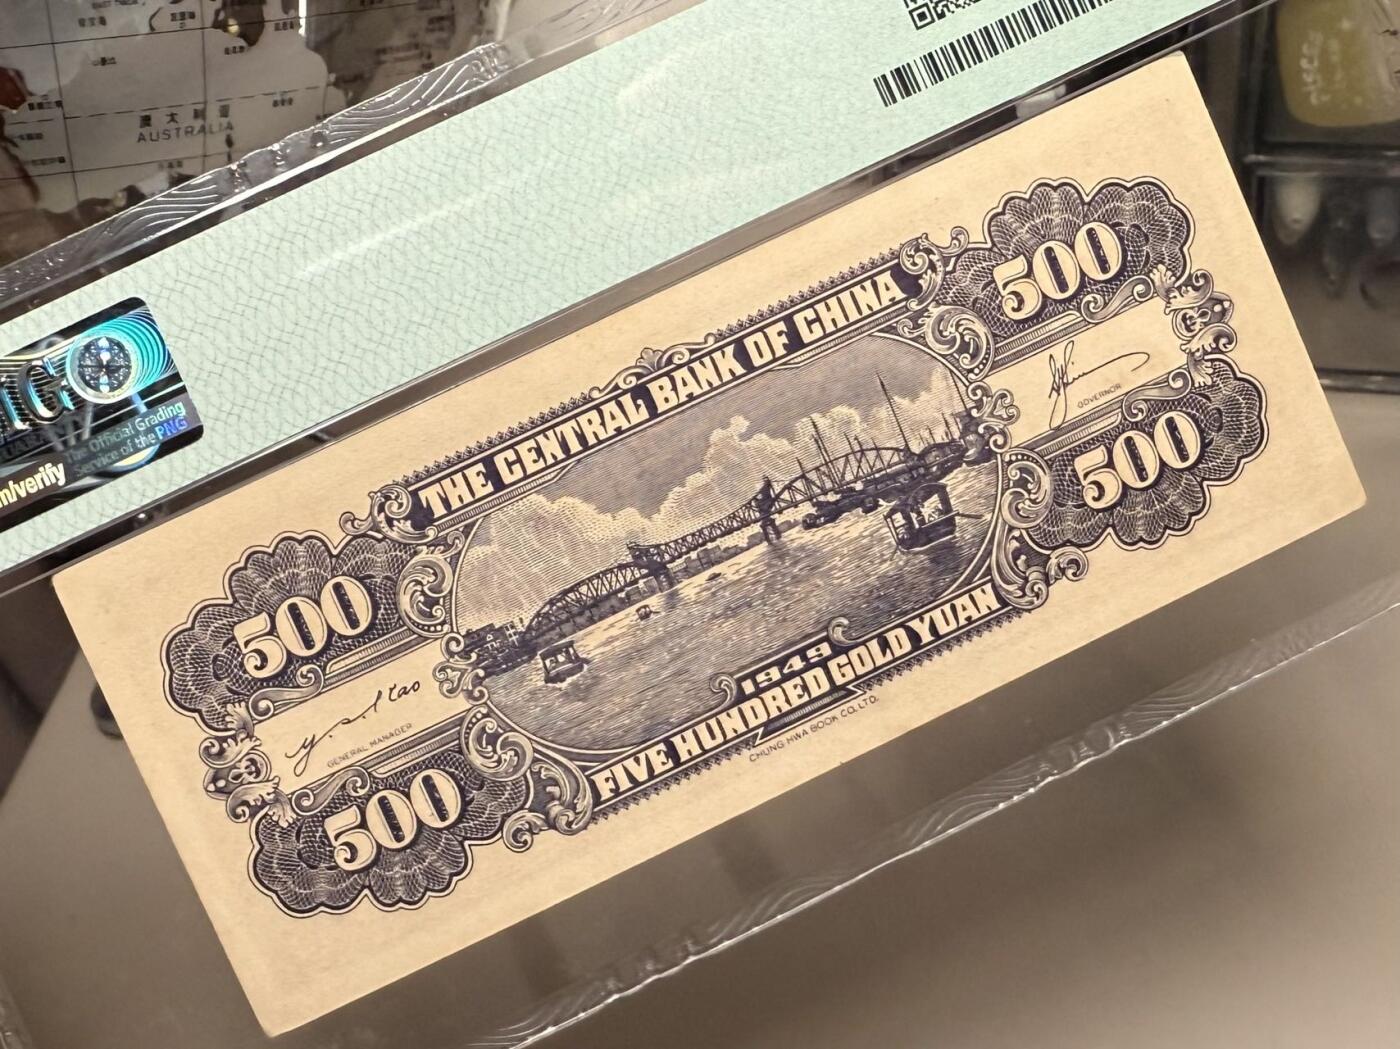 澳大利亚
AUSTRALIA
The Official Grading
Service of the PNG
m/verify
THE CENTRAL BANK OF CHINA
500
500
GOVERNOR
500
500
GENERAL MANAGER
1949
FIVE HUNDRED GOLD YUAN
CHUNG HWA BOOK CO. LTD.